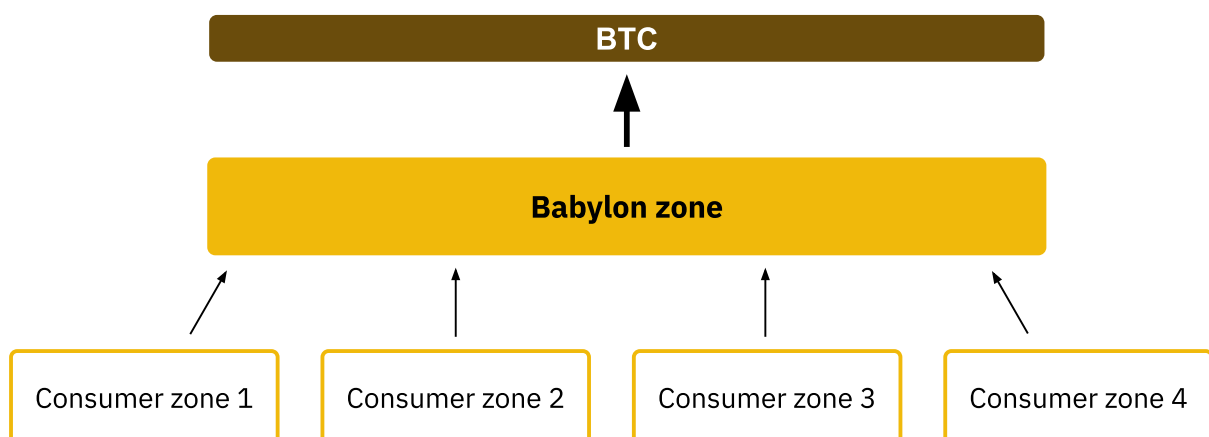 BTC
Babylon zone
Consumer zone 1
Consumer zone 2
Consumer zone 3
Consumer zone 4